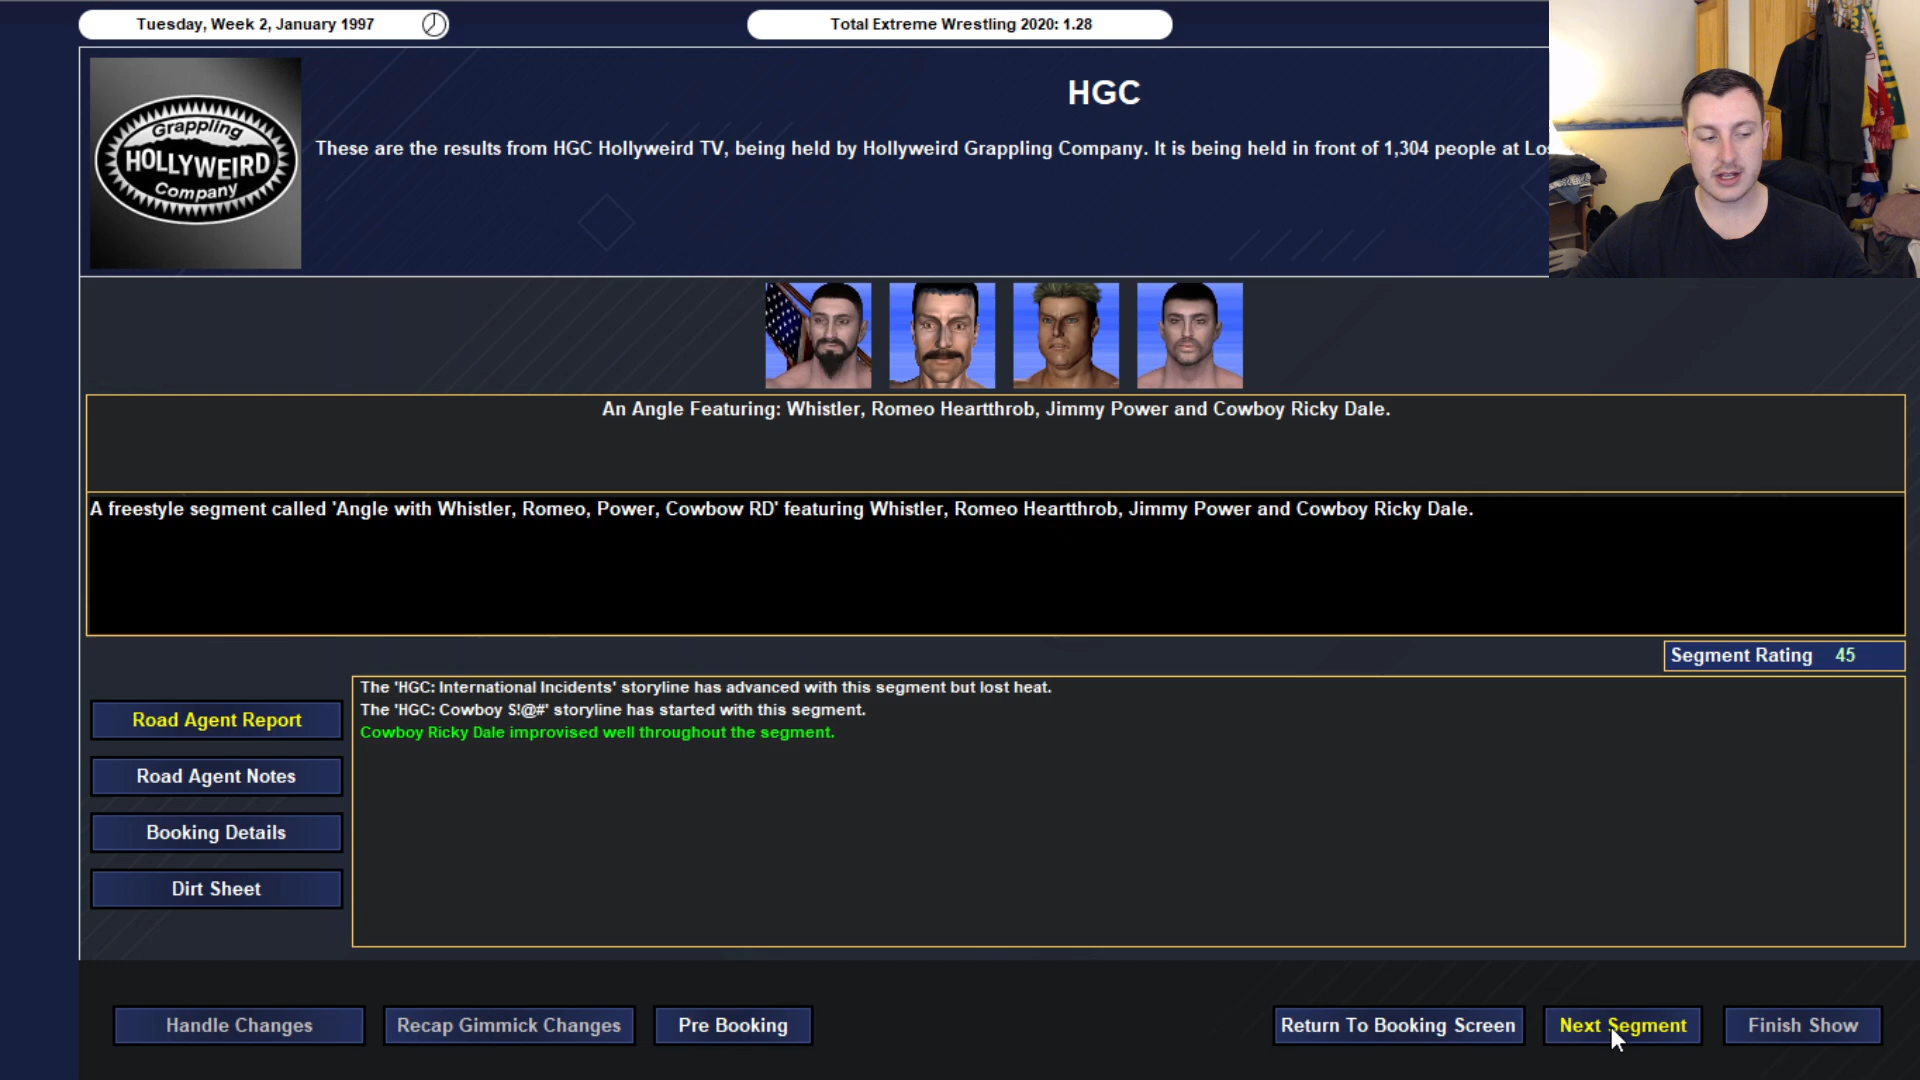 Tuesday, Week 2, January 1997
Total Extreme Wrestling 2020: 1.28
Grappling
HOLLYWEIRD
Company
HGC
These are the results from HGC Hollyweird TV, being held by Hollyweird Grappling Company. It is being held in front of 1,304 people at Lo
An Angle Featuring: Whistler, Romeo Heartthrob, Jimmy Power and Cowboy Ricky Dale.
A freestyle segment called 'Angle with Whistler, Romeo, Power, Cowbow RD' featuring Whistler, Romeo Heartthrob, Jimmy Power and Cowboy Ricky Dale.
Segment Rating 45
The 'HGC: International Incidents' storyline has advanced with this segment but lost heat.
The 'HGC: Cowboy S!@#' storyline has started with this segment.
Cowboy Ricky Dale improvised well throughout the segment.
Road Agent Report
Road Agent Notes
Booking Details
Dirt Sheet
Handle Changes
Recap Gimmick Changes
Pre Booking
Return To Booking Screen
Next Segment
Finish Show